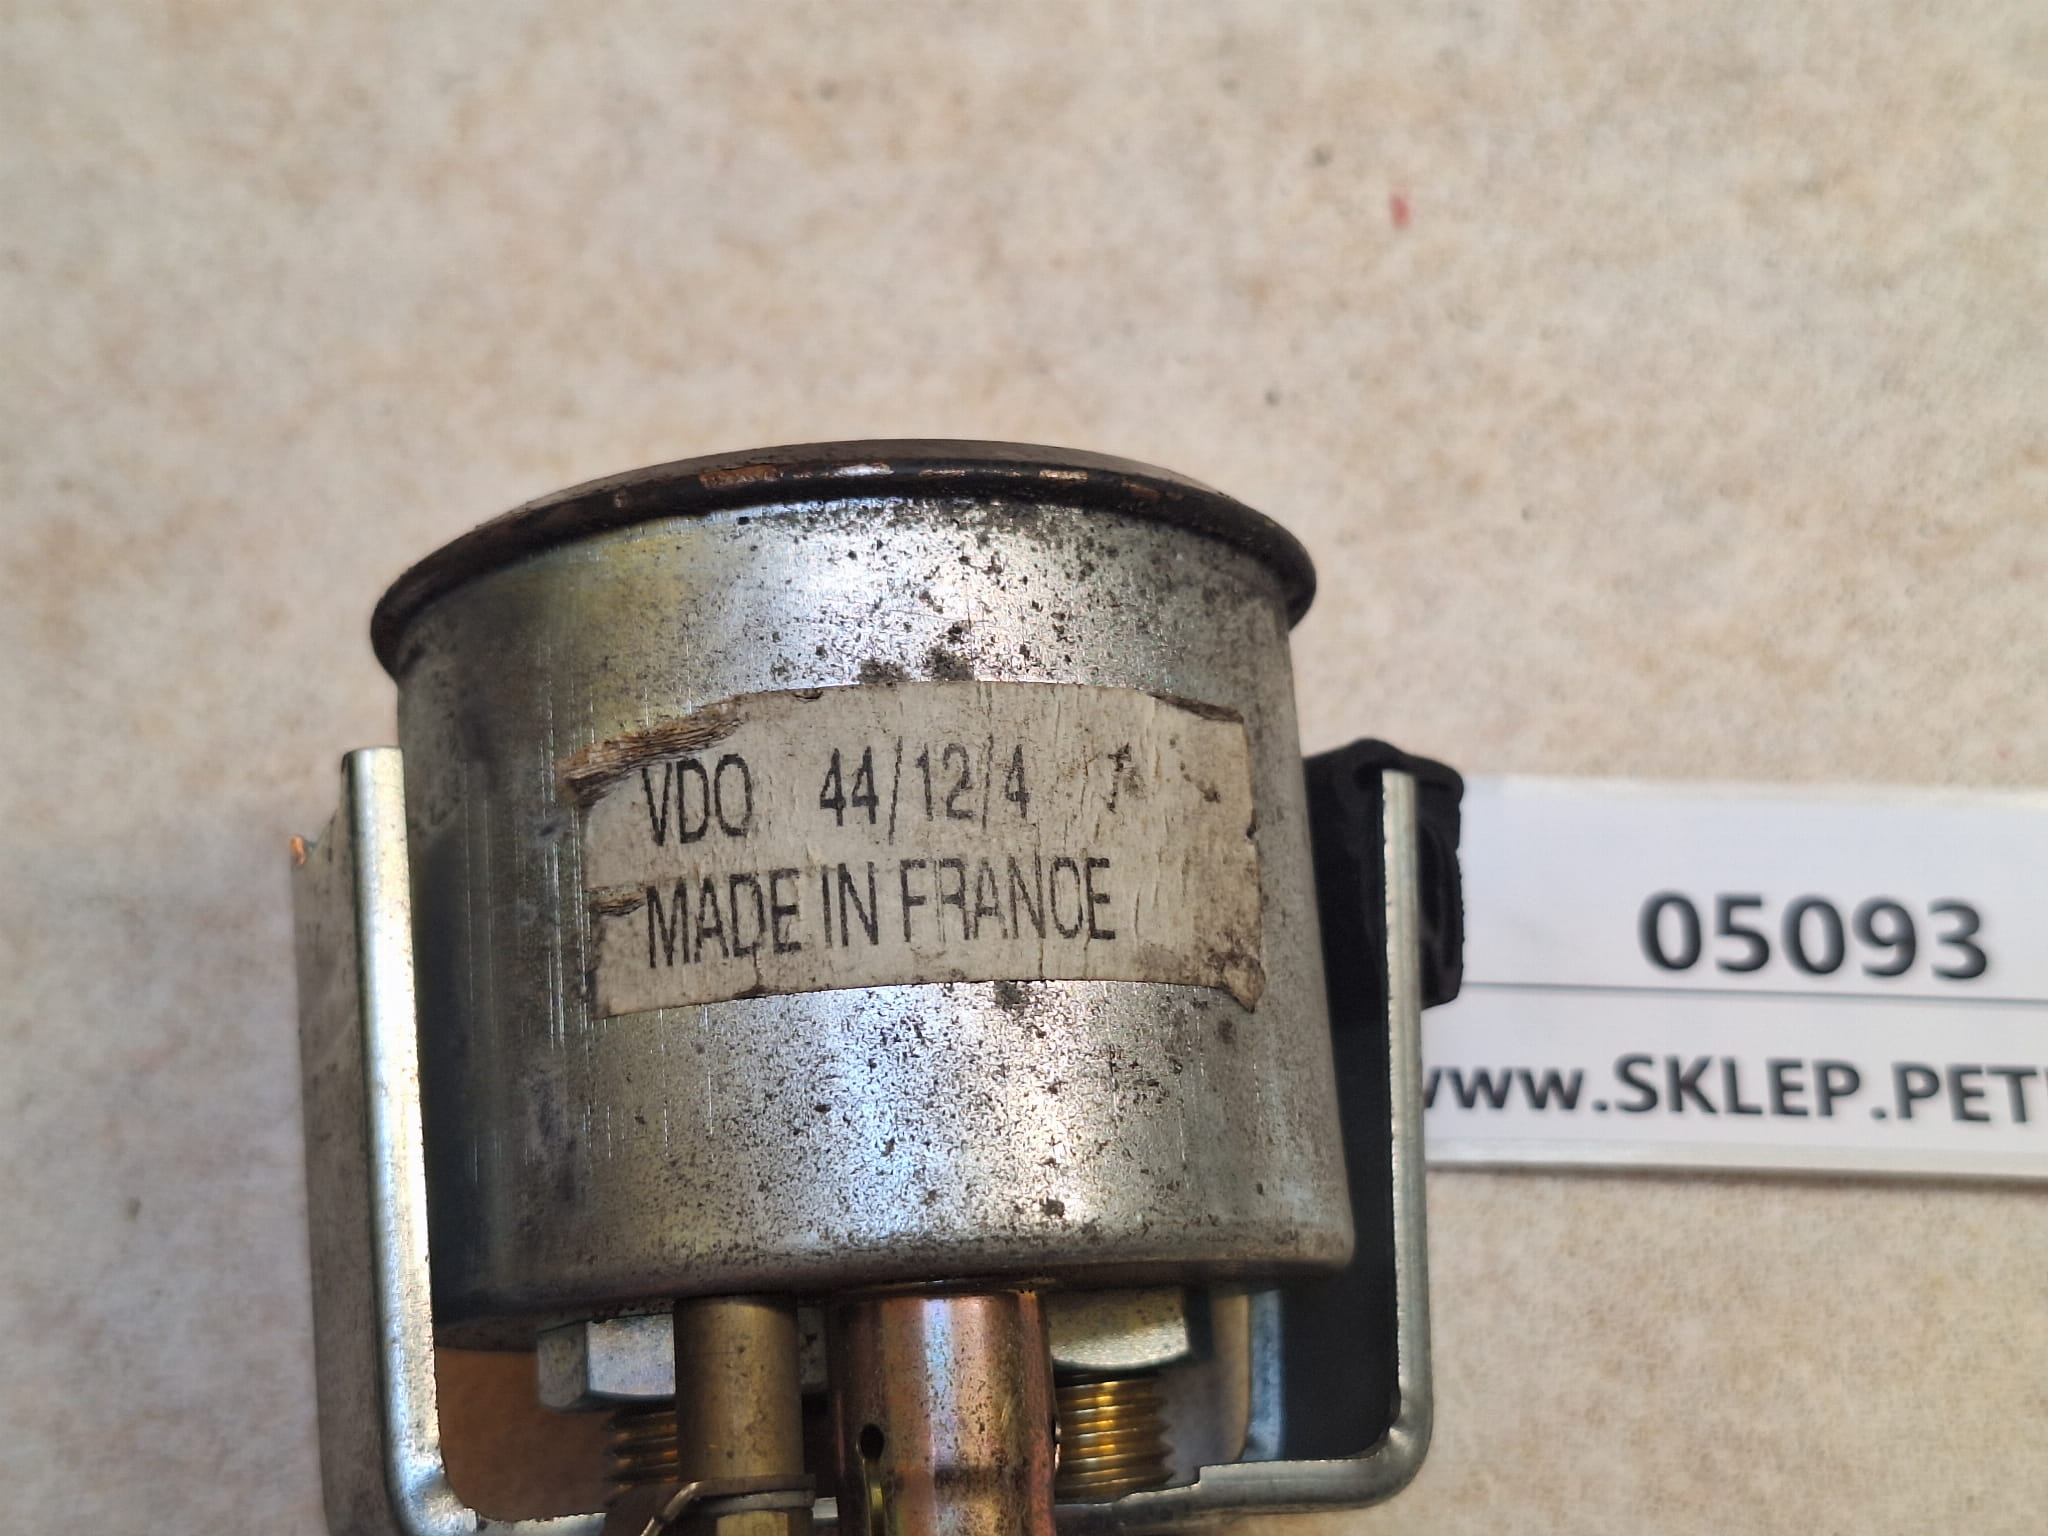 VDO 44/12/4
MADE IN FRANCE
05093
www.SKLEP.PET